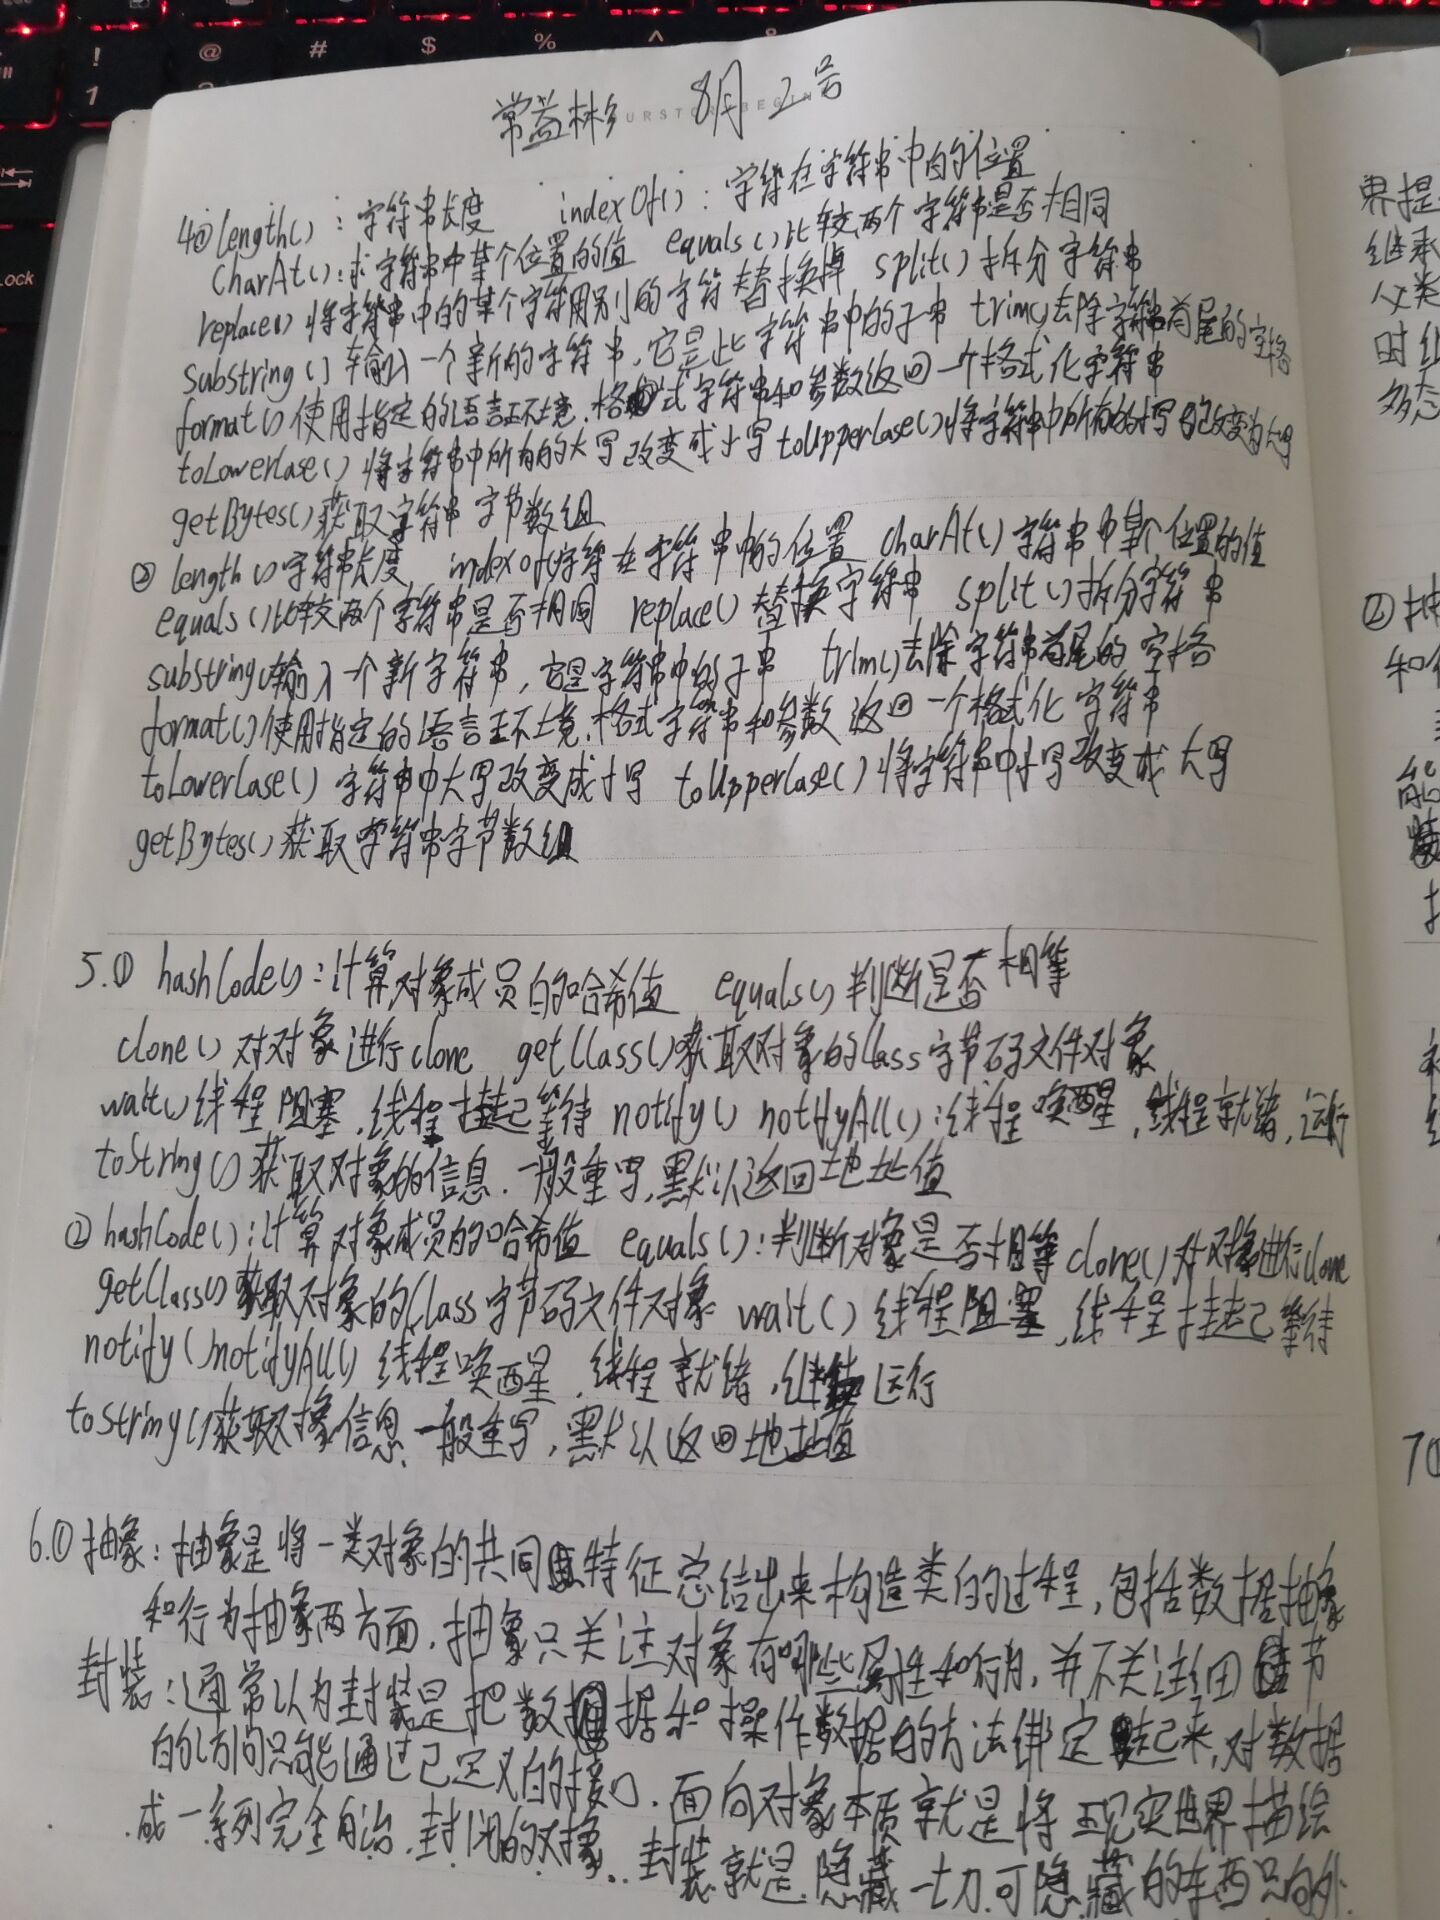 常益彬 8月2号
4.① length()：字符串长度 indexOf()：字符在字符串中的位置
CharAt()：求字符串中某个位置的值 equals()比较两个字符串是否相同
replace()将字符串中的某个字符用别的字符替换掉 split()拆分字符串
substring()输入一个新的字符串，它是此字符串中的子串 trim()去除字符串首尾的空格
format()使用指定的语言环境.格式字符串和参数返回一个格式化字符串
toLowerCase()将字符串中所有的大写改变成小写 toUpperCase()将字符串中所有的小写改变为大写
getBytes()获取字符串字节数组
② length()字符串长度 indexOf()字符在字符串中的位置 charAt()字符串中某个位置的值
equals()比较两个字符串是否相同 replace()替换字符串 split()拆分字符串
substring()输入一个新字符串，它是字符串中的子串 trim()去除字符串首尾的空格
format()使用指定的语言环境.格式字符串和参数返回一个格式化字符串
toLowerCase()字符串中大写改变成小写 toUpperCase()将字符串中小写改变成大写
getBytes()获取字符串字节数组
5.① hashCode()：计算对象成员的哈希值 equals()判断是否相等
clone()对对象进行clone getClass()获取对象的Class字节码文件对象
wait()线程阻塞，线程挂起等待 notify() notifyAll()：线程唤醒，线程就绪，运行
toString()获取对象的信息.一般重写，默认返回地址值
② hashCode()：计算对象成员的哈希值 equals()：判断对象是否相等 clone()对对象进行clone
getClass()获取对象的Class字节码文件对象 wait()线程阻塞，线程挂起等待
notify()notifyAll()线程唤醒，线程就绪，继续运行
toString()获取对象信息.一般重写，默认返回地址值
6.① 抽象：抽象是将一类对象的共同特征总结出来构造类的过程，包括数据抽象
和行为抽象两方面.抽象只关注对象有哪些属性和行为，并不关注细节
封装：通常认为封装是把数据和操作数据的方法绑定起来，对数据
的访问只能通过已定义的接口.面向对象本质就是将现实世界描绘
成一系列完全自治.封闭的对象.封装就是隐藏一切可隐藏的东西只向外
界提
继承
父类
时
多态
② 抽
能
7①